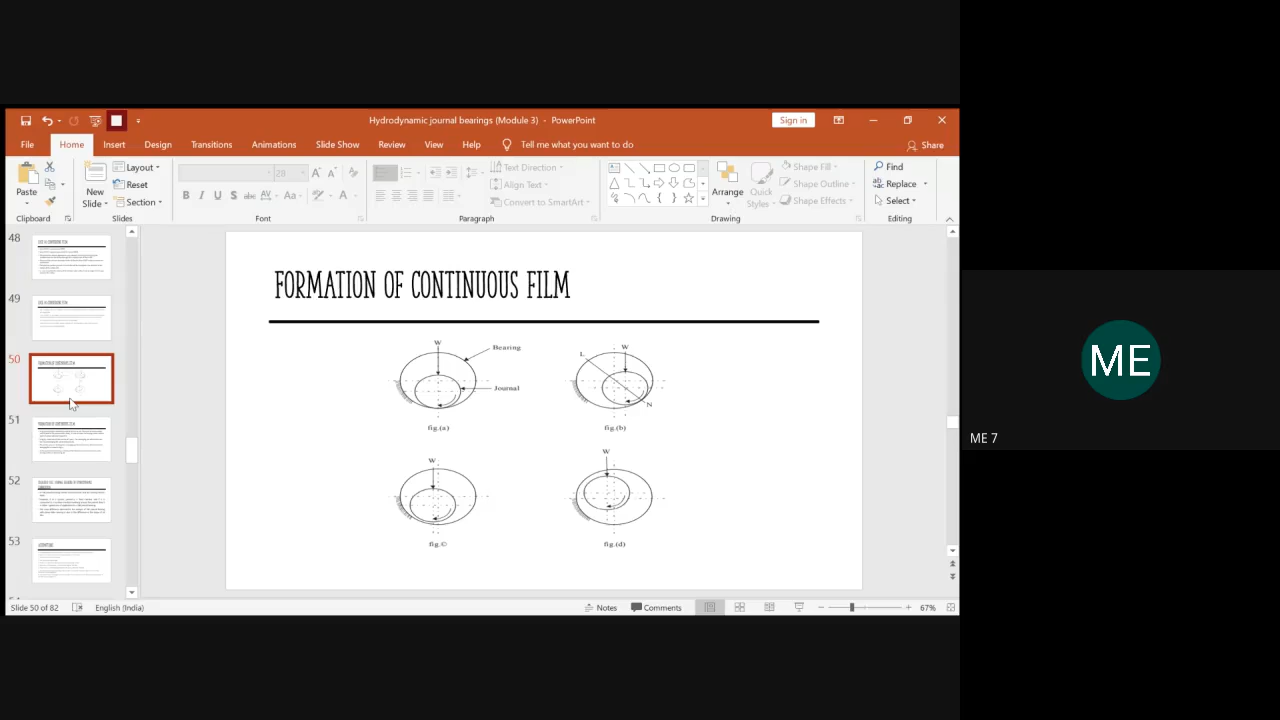 Hydrodynamic journal bearings (Module 3) - PowerPoint
Sign in
File Home Insert Design Transitions Animations Slide Show Review View Help Tell me what you want to do
Share
Paste
Clipboard
New Slide
Layout
Reset
Section
Slides
28
B I U S abc AV Aa A
Font
Text Direction
Align Text
Convert to SmartArt
Paragraph
Arrange
Quick Styles
Shape Fill
Shape Outline
Shape Effects
Drawing
Find
Replace
Select
Editing
48
49
50
51
52
53
FORMATION OF CONTINUOUS FILM
W
Bearing
Journal
fig.(a)
L
W
N
fig.(b)
W
fig.©
W
fig.(d)
ME
ME 7
Slide 50 of 82
English (India)
Notes
Comments
67%